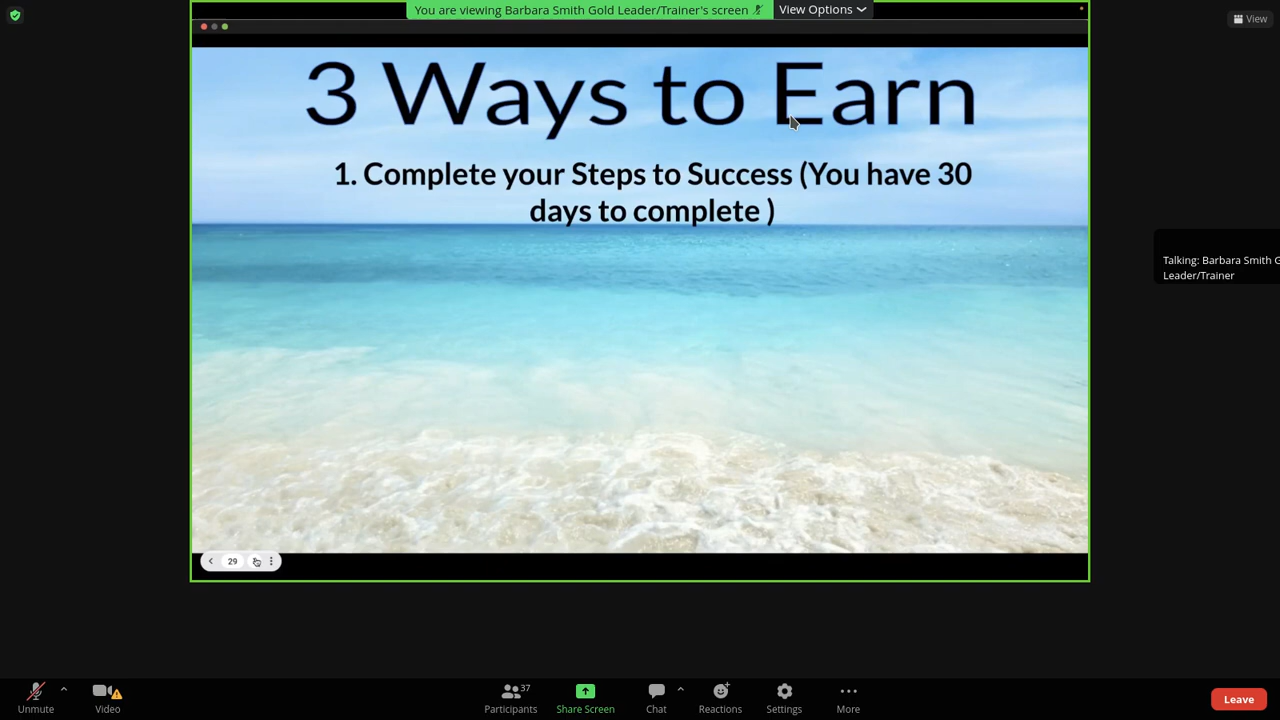 You are viewing Barbara Smith Gold Leader/Trainer's screen
View Options
View
3 Ways to Earn
1. Complete your Steps to Success (You have 30
days to complete )
Talking: Barbara Smith G
Leader/Trainer
29
Unmute
Video
37
Participants
Share Screen
Chat
Reactions
Settings
More
Leave